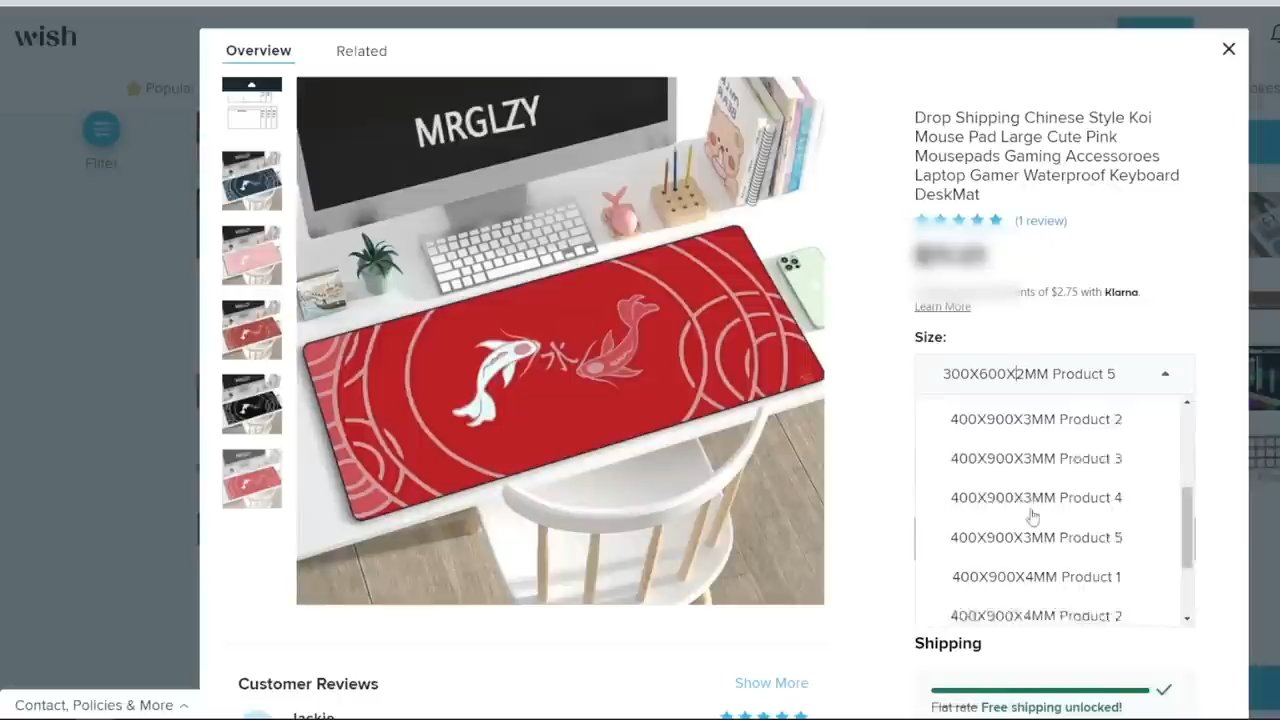 wish
Popula
Filter
Overview
Related
MRGLZY
Drop Shipping Chinese Style Koi
Mouse Pad Large Cute Pink
Mousepads Gaming Accessoroes
Laptop Gamer Waterproof Keyboard
DeskMat
(1 review)
nts of $2.75 with Klarna.
Learn More
Size:
300X600X2MM Product 5
400X900X3MM Product 2
400X900X3MM Product 3
400X900X3MM Product 4
400X900X3MM Product 5
400X900X4MM Product 1
400X900X4MM Product 2
Shipping
Flat rate Free shipping unlocked!
Customer Reviews
Show More
Jackie
Contact, Policies & More